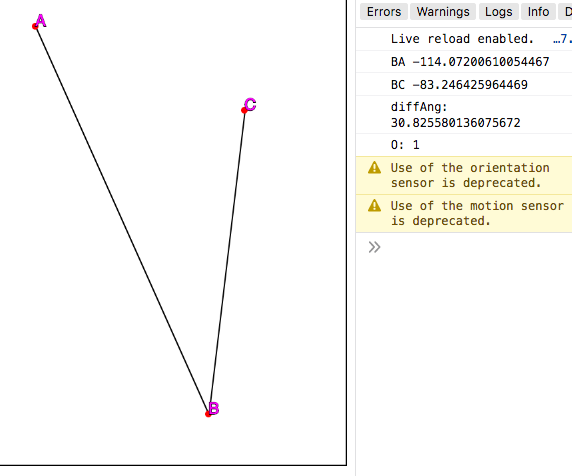 A
C
B
Errors Warnings Logs Info D
Live reload enabled. …7.
BA -114.07200610054467
BC -83.246425964469
diffAng:
30.825580136075672
O: 1
Use of the orientation
sensor is deprecated.
Use of the motion sensor
is deprecated.